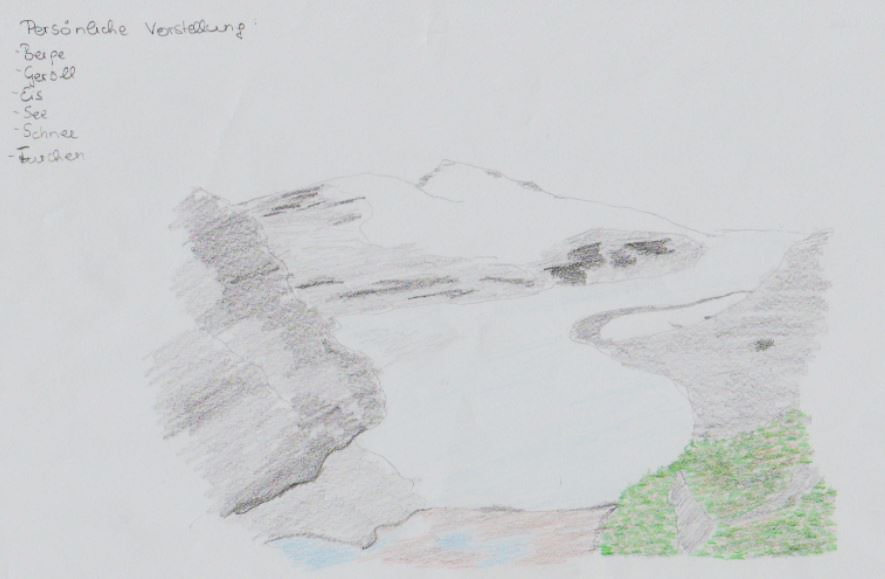 Persönliche Vorstellung:
- Berge
- Geröll
- Eis
- See
- Schnee
- Furchen